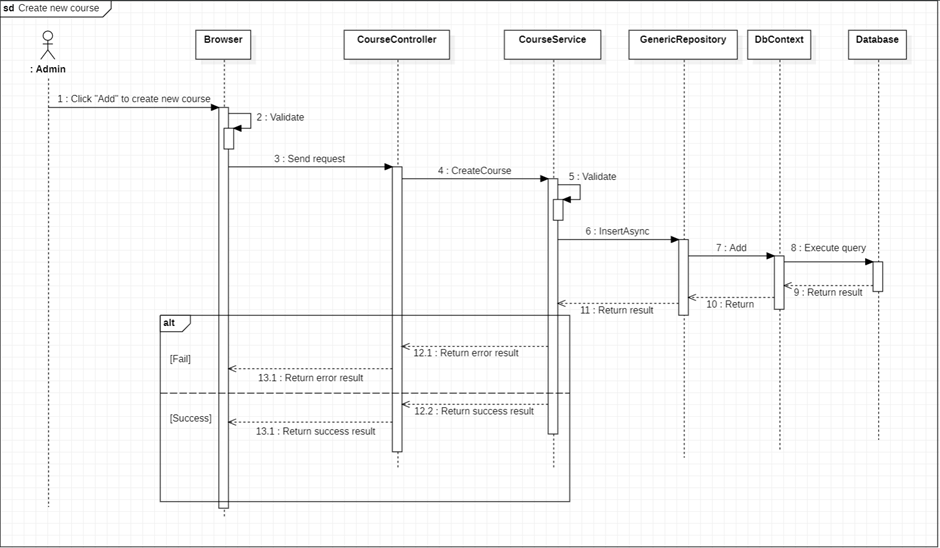 sd Create new course
Browser
CourseController
CourseService
GenericRepository
DbContext
Database
: Admin
1 : Click "Add" to create new course
2 : Validate
3 : Send request
4 : CreateCourse
5 : Validate
6 : InsertAsync
7 : Add
8 : Execute query
9 : Return result
10 : Return
11 : Return result
alt
[Fail]
12.1 : Return error result
13.1 : Return error result
[Success]
12.2 : Return success result
13.1 : Return success result